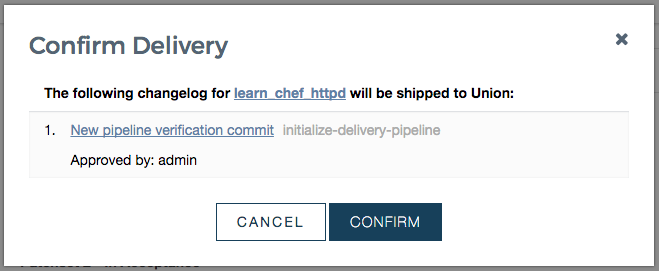 Confirm Delivery
The following changelog for learn_chef_httpd will be shipped to Union:
1. New pipeline verification commit initialize-delivery-pipeline
Approved by: admin
CANCEL CONFIRM